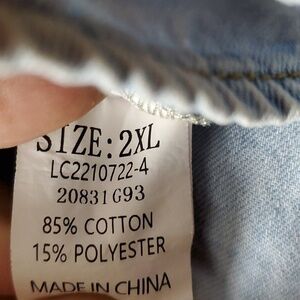 SIZE: 2XL
LC2210722-4
20831G93
85% COTTON
15% POLYESTER
MADE IN CHINA